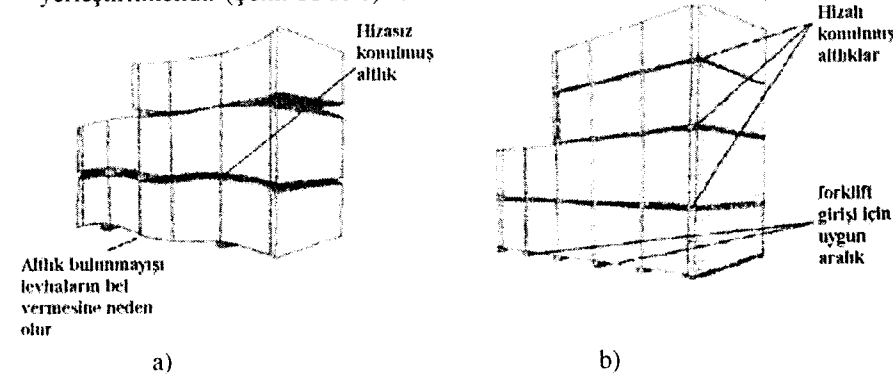 Hizasız
konulmuş
altlık
Altlık bulunmayışı
levhaların bel
vermesine neden
olur
a)
Hizalı
konulmuş
altlıklar
forklift
girişi için
uygun
aralık
b)